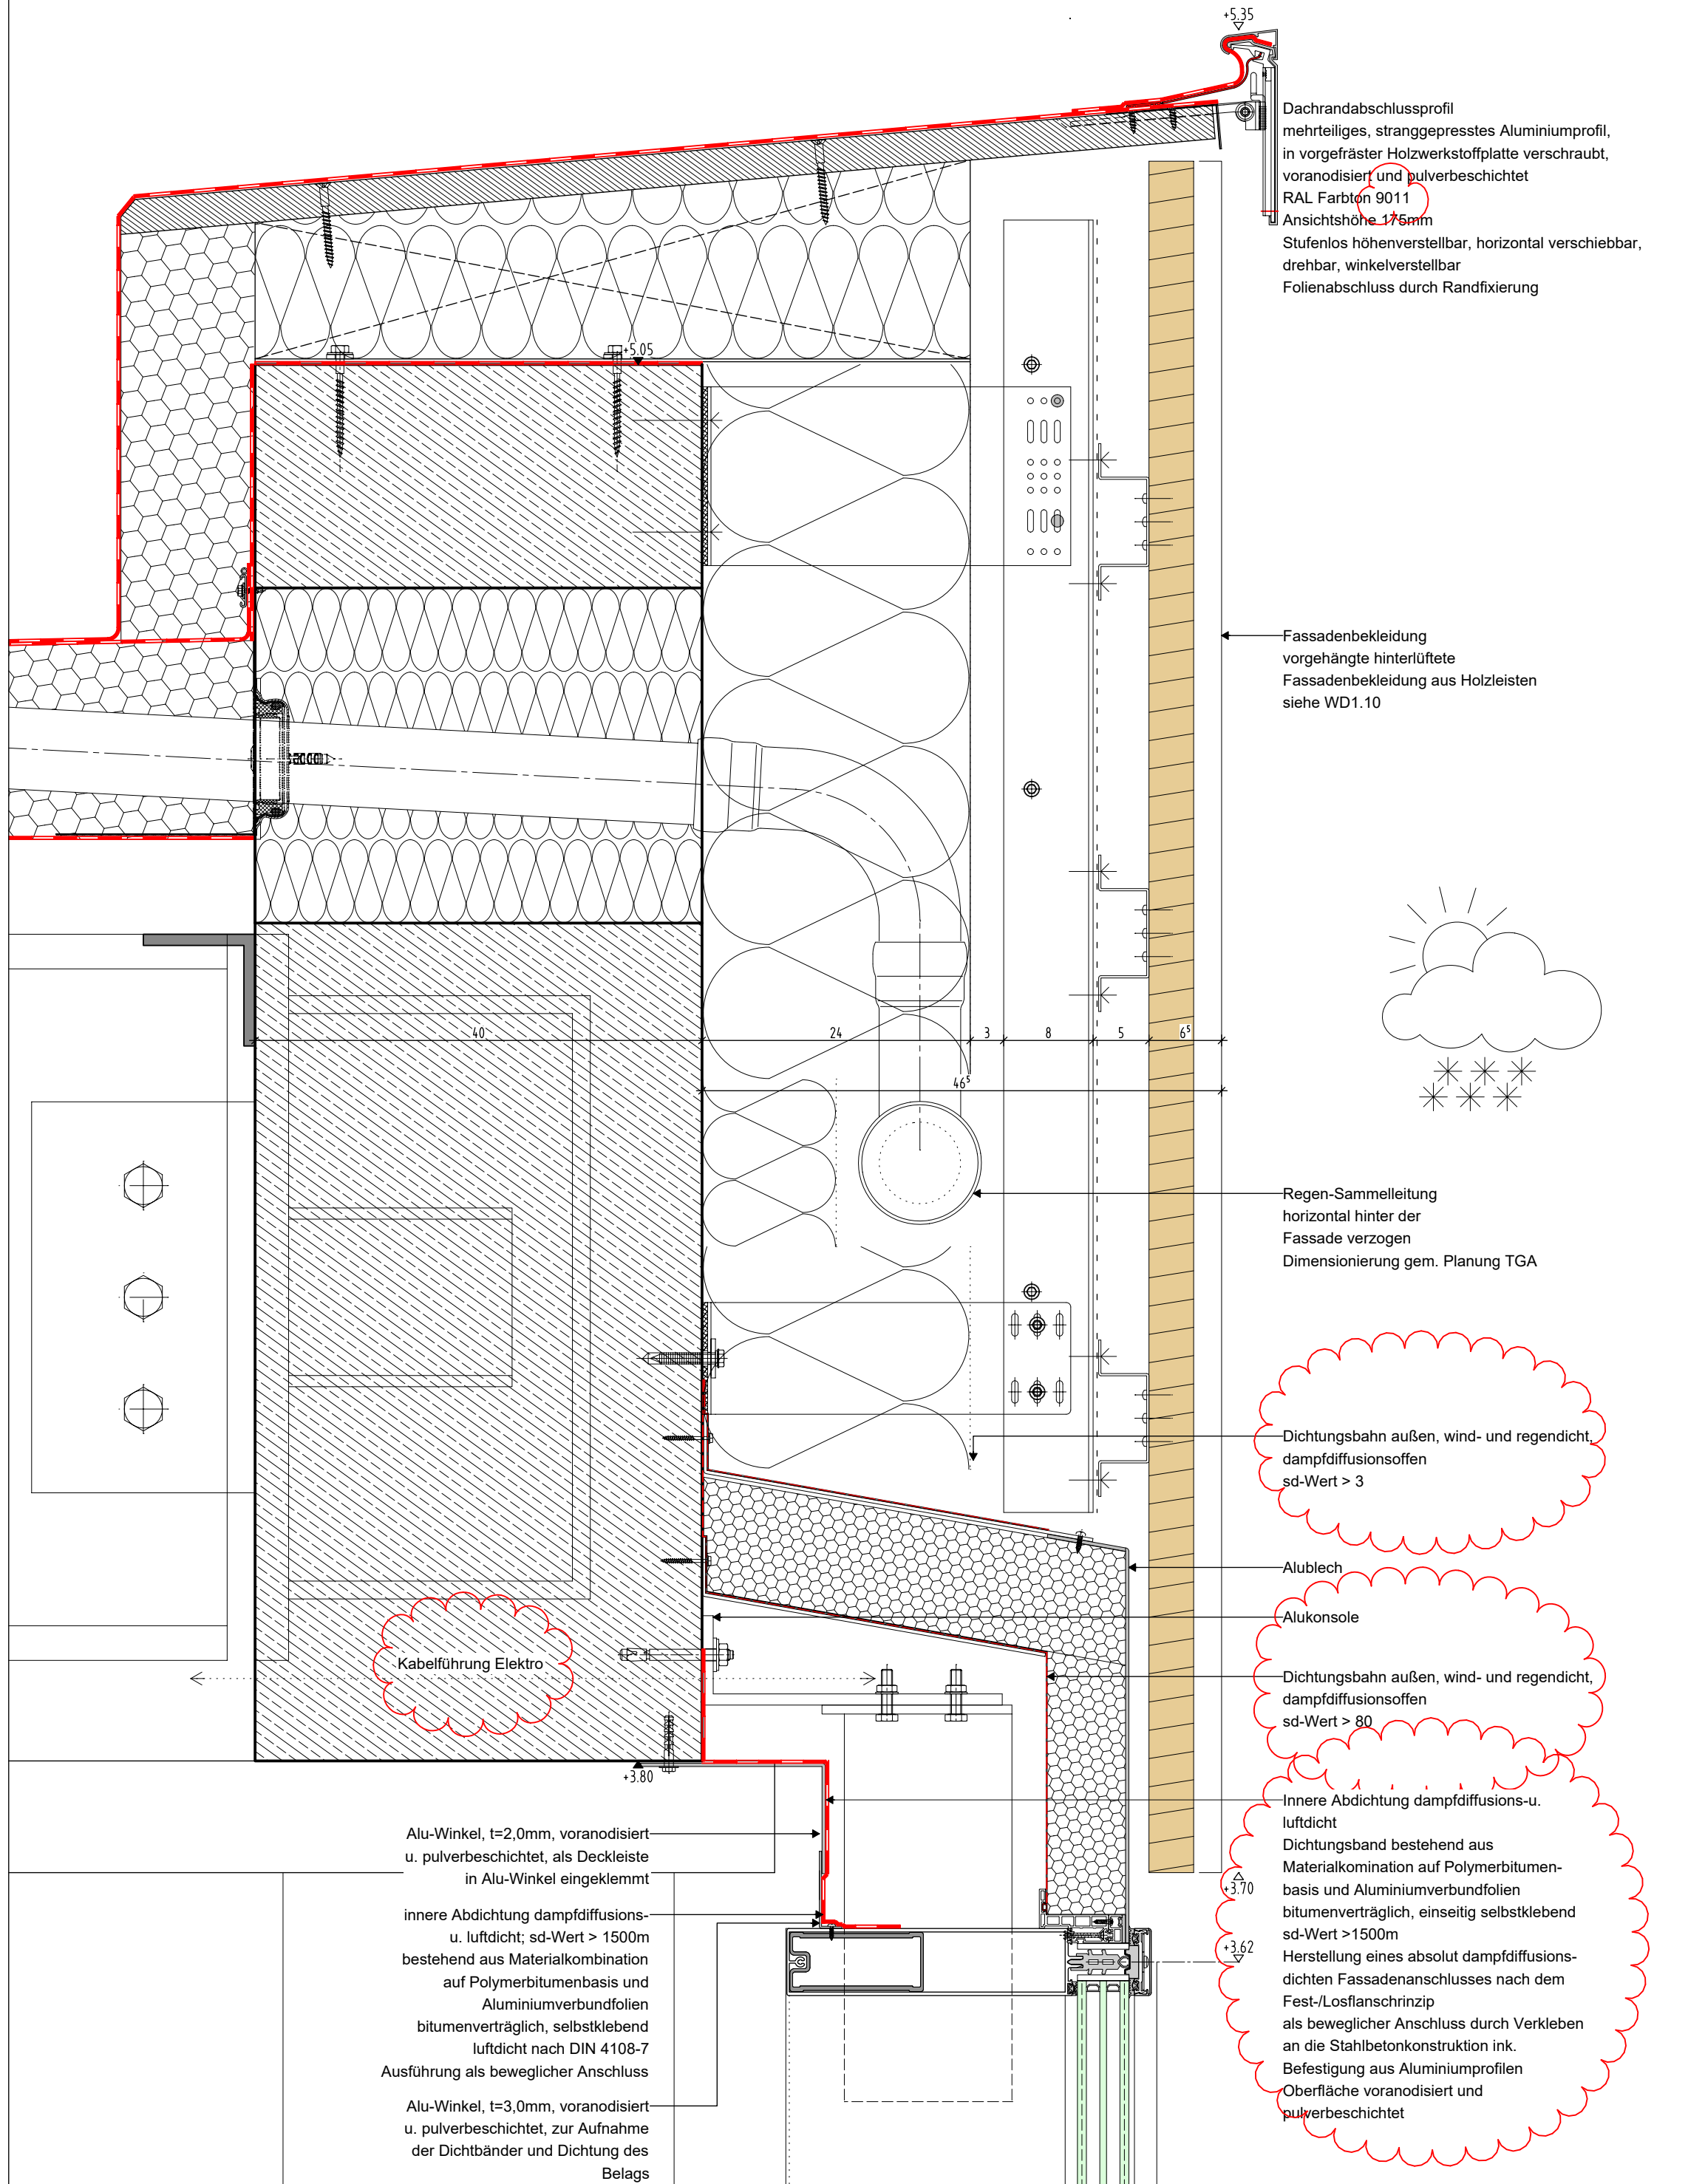 +5.35
Dachrandabschlussprofil
mehrteiliges, stranggepresstes Aluminiumprofil,
in vorgefräster Holzwerkstoffplatte verschraubt,
voranodisiert und pulverbeschichtet
RAL Farbton 9011
Ansichtshöhe 175mm
Stufenlos höhenverstellbar, horizontal verschiebbar,
drehbar, winkelverstellbar
Folienabschluss durch Randfixierung
+5.05
Fassadenbekleidung
vorgehängte hinterlüftete
Fassadenbekleidung aus Holzleisten
siehe WD1.10
40
24
3
8
5
6⁵
46⁵
Regen-Sammelleitung
horizontal hinter der
Fassade verzogen
Dimensionierung gem. Planung TGA
Dichtungsbahn außen, wind- und regendicht,
dampfdiffusionsoffen
sd-Wert > 3
Alublech
Alukonsole
Kabelführung Elektro
Dichtungsbahn außen, wind- und regendicht,
dampfdiffusionsoffen
sd-Wert > 80
+3.80
Innere Abdichtung dampfdiffusions-u.
luftdicht
Dichtungsband bestehend aus
Materialkomination auf Polymerbitumen-
basis und Aluminiumverbundfolien
bitumenverträglich, einseitig selbstklebend
sd-Wert >1500m
Herstellung eines absolut dampfdiffusions-
dichten Fassadenanschlusses nach dem
Fest-/Losflanschrinzip
als beweglicher Anschluss durch Verkleben
an die Stahlbetonkonstruktion ink.
Befestigung aus Aluminiumprofilen
Oberfläche voranodisiert und
pulverbeschichtet
+3.70
+3.62
Alu-Winkel, t=2,0mm, voranodisiert
u. pulverbeschichtet, als Deckleiste
in Alu-Winkel eingeklemmt
innere Abdichtung dampfdiffusions-
u. luftdicht; sd-Wert > 1500m
bestehend aus Materialkombination
auf Polymerbitumenbasis und
Aluminiumverbundfolien
bitumenverträglich, selbstklebend
luftdicht nach DIN 4108-7
Ausführung als beweglicher Anschluss
Alu-Winkel, t=3,0mm, voranodisiert
u. pulverbeschichtet, zur Aufnahme
der Dichtbänder und Dichtung des
Belags